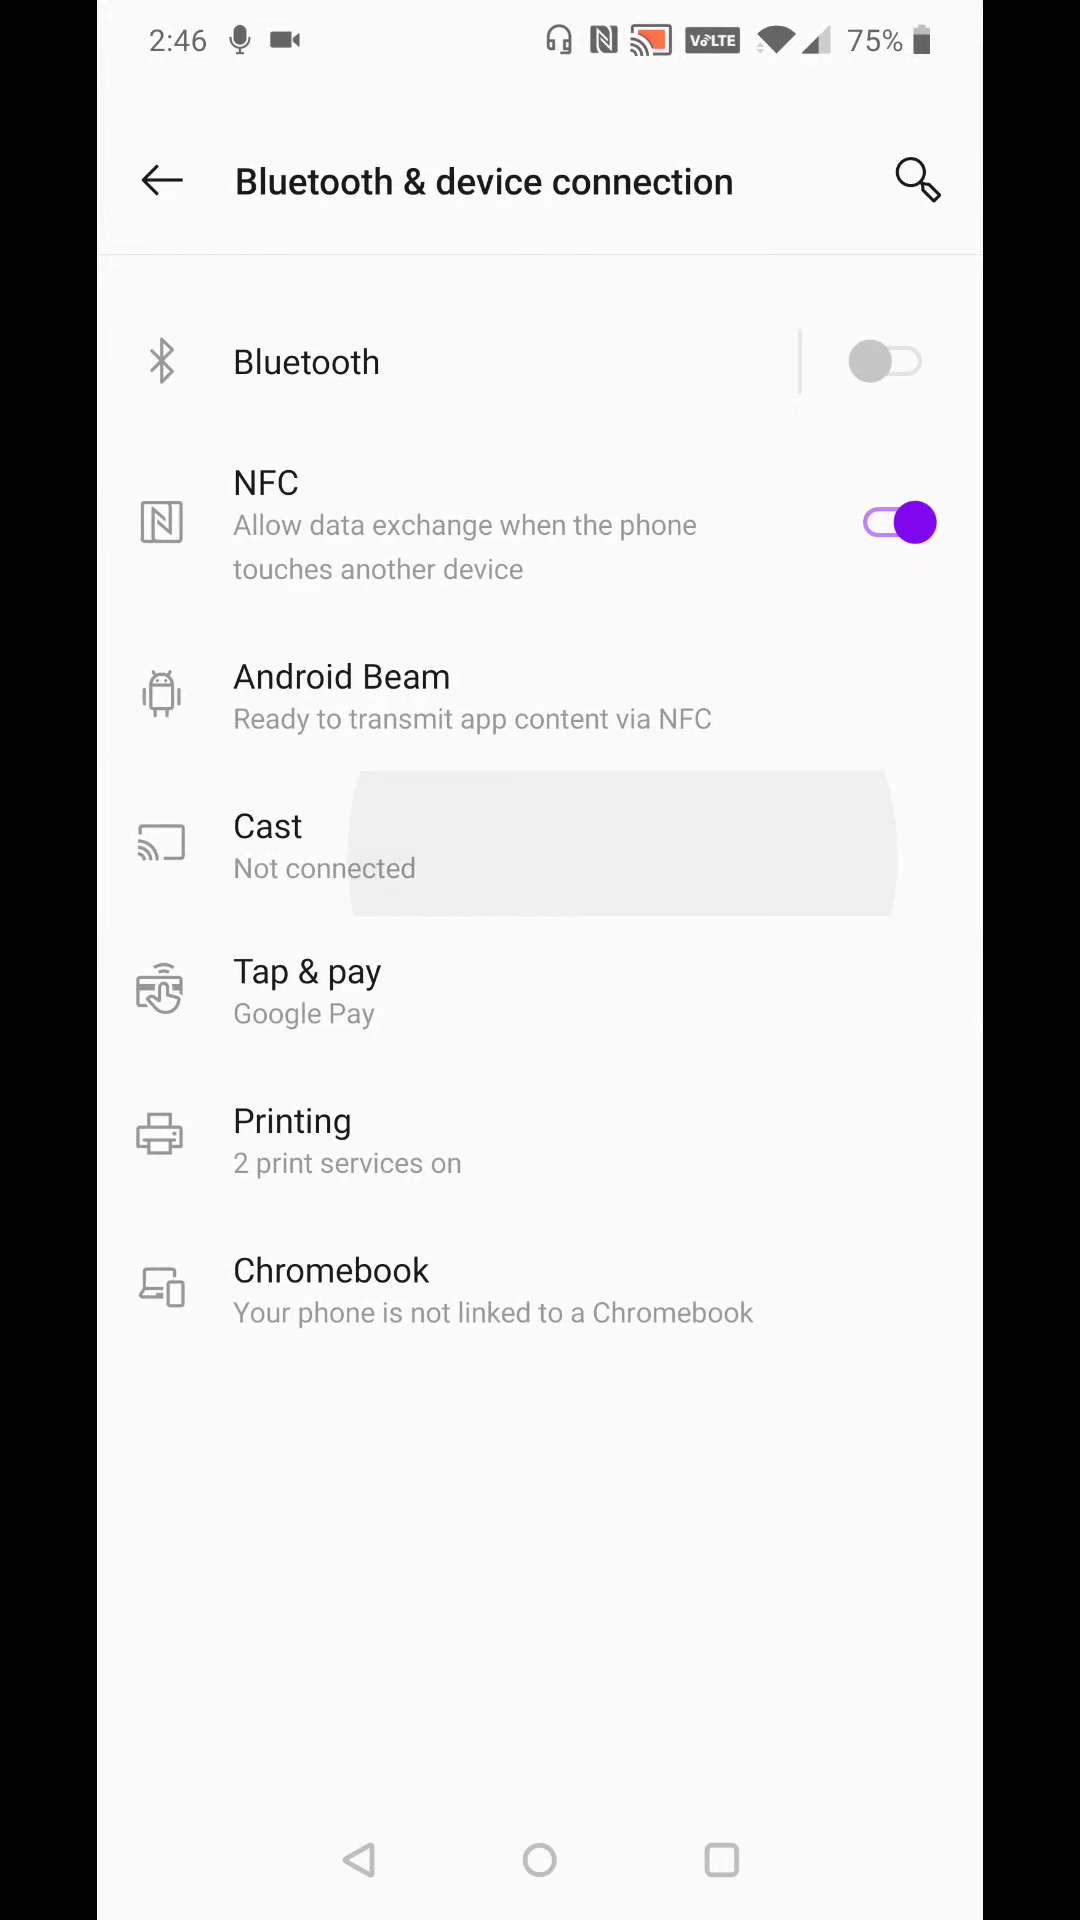 2:46 VoLTE 75%
Bluetooth & device connection
Bluetooth
NFC
Allow data exchange when the phone
touches another device
Android Beam
Ready to transmit app content via NFC
Cast
Not connected
Tap & pay
Google Pay
Printing
2 print services on
Chromebook
Your phone is not linked to a Chromebook